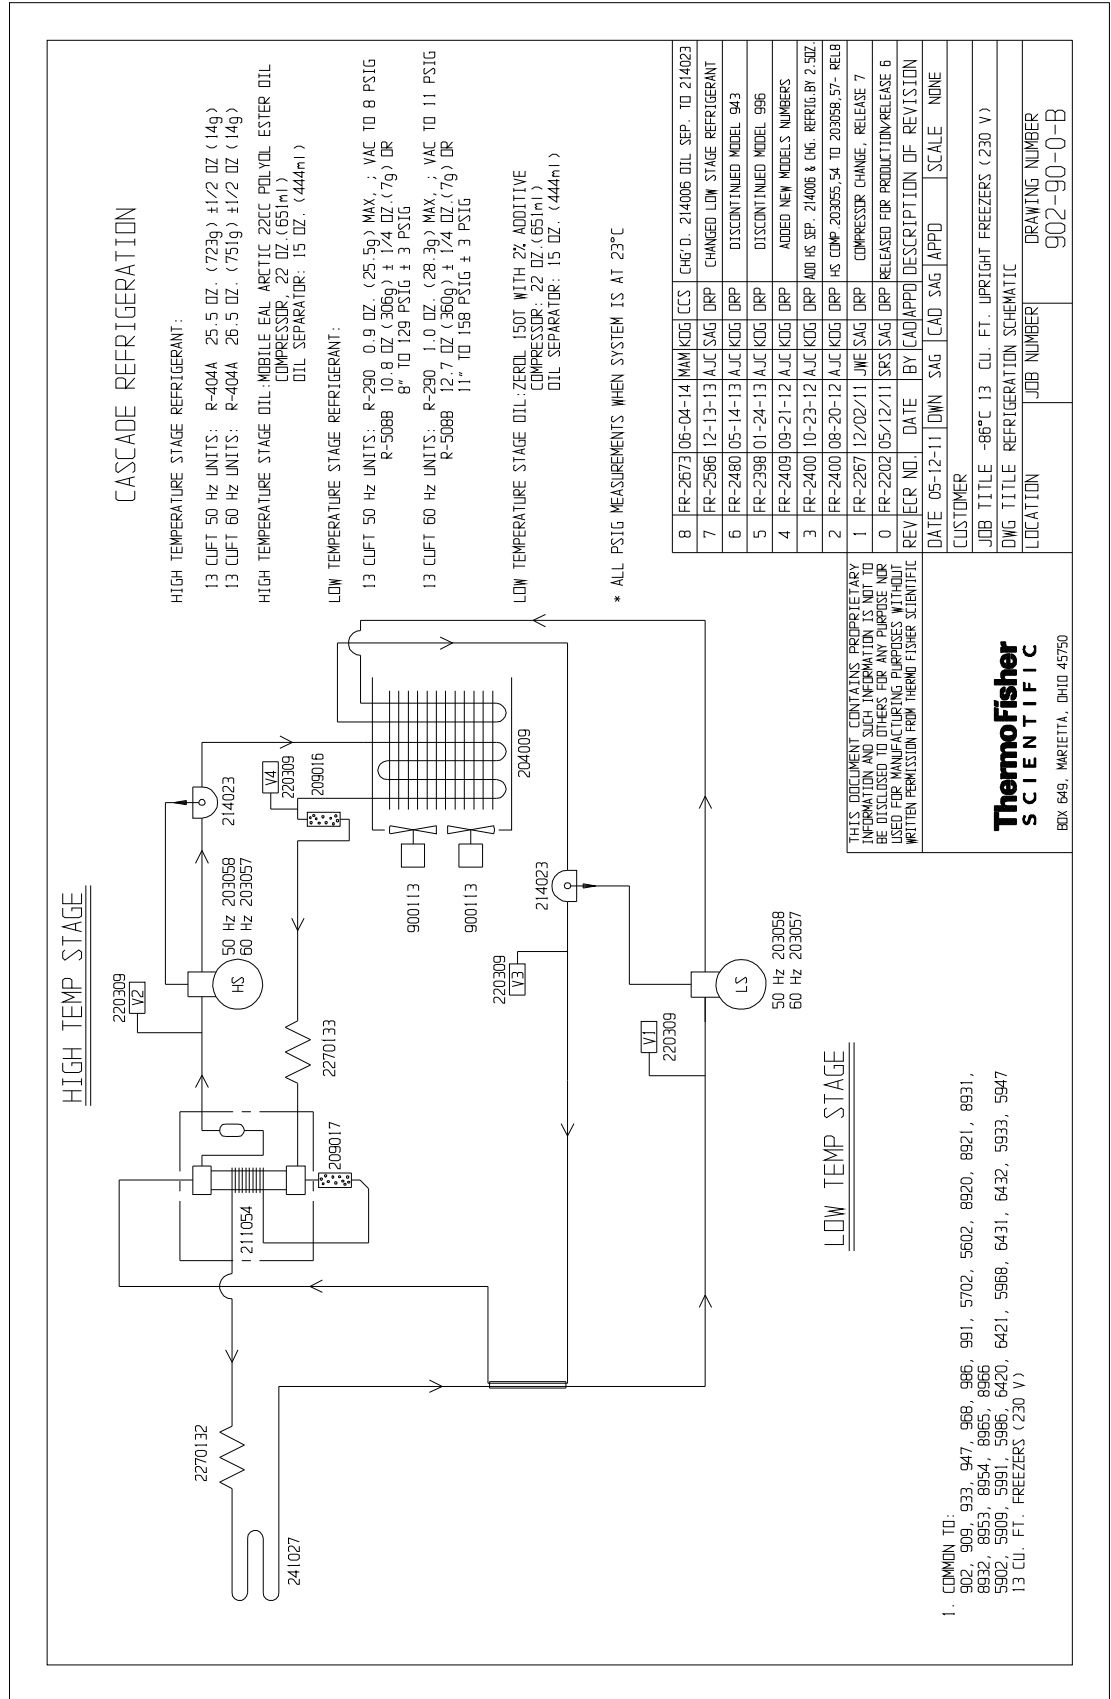 CASCADE REFRIGERATION
HIGH TEMPERATURE STAGE REFRIGERANT:
13 CUFT 50 Hz UNITS: R-404A 25.5 OZ. (723g) ±1/2 OZ (14g)
13 CUFT 60 Hz UNITS: R-404A 26.5 OZ. (751g) ±1/2 OZ (14g)
HIGH TEMPERATURE STAGE OIL:MOBILE EAL ARCTIC 22CC POLYOL ESTER OIL
COMPRESSOR, 22 OZ.(651ml)
OIL SEPARATOR: 15 OZ. (444ml)
LOW TEMPERATURE STAGE REFRIGERANT:
13 CUFT 50 Hz UNITS: R-290 0.9 OZ. (25.5g) MAX, ; VAC TO 8 PSIG
R-508B 10.8 OZ (306g) ± 1/4 OZ.(7g) OR
8" TO 129 PSIG ± 3 PSIG
13 CUFT 60 Hz UNITS: R-290 1.0 OZ. (28.3g) MAX, ; VAC TO 11 PSIG
R-508B 12.7 OZ (360g) ± 1/4 OZ.(7g) OR
11" TO 158 PSIG ± 3 PSIG
LOW TEMPERATURE STAGE OIL:ZEROL 150T WITH 2% ADDITIVE
COMPRESSOR: 22 OZ.(651ml)
OIL SEPARATOR: 15 OZ. (444ml)
* ALL PSIG MEASUREMENTS WHEN SYSTEM IS AT 23°C
HIGH TEMP STAGE
220309
V2
HS
50 Hz 203058
60 Hz 203057
214023
V4
220309
209016
204009
900113
900113
2270133
209017
211054
2270132
241027
214023
220309
V3
LS
50 Hz 203058
60 Hz 203057
V1
220309
LOW TEMP STAGE
1. COMMON TO:
902, 909, 933, 947, 968, 986, 991, 5702, 5602, 8920, 8921, 8931,
8932, 8953, 8954, 8965, 8966
5902, 5909, 5991, 5986, 6420, 6421, 5968, 6431, 6432, 5933, 5947
13 CU. FT. FREEZERS (230 V)
8 FR-2673 06-04-14 MAM KDG CCS CHG'D. 214006 OIL SEP. TO 214023
7 FR-2586 12-13-13 AJC SAG DRP CHANGED LOW STAGE REFRIGERANT
6 FR-2480 05-14-13 AJC KDG DRP DISCONTINUED MODEL 943
5 FR-2398 01-24-13 AJC KDG DRP DISCONTINUED MODEL 996
4 FR-2409 09-21-12 AJC KDG DRP ADDED NEW MODELS NUMBERS
3 FR-2400 10-23-12 AJC KDG DRP ADD HS SEP. 214006 & CHG. REFRIG.BY 2.5OZ.
2 FR-2400 08-20-12 AJC KDG DRP HS COMP.203055,54 TO 203058,57- REL8
1 FR-2267 12/02/11 JWE SAG DRP COMPRESSOR CHANGE, RELEASE 7
0 FR-2202 05/12/11 SRS SAG DRP RELEASED FOR PRODUCTION/RELEASE 6
REV ECR NO. DATE BY CAD APPD DESCRIPTION OF REVISION
DATE 05-12-11 DWN SAG CAD SAG APPD SCALE NONE
CUSTOMER
JOB TITLE -86°C 13 CU. FT. UPRIGHT FREEZERS (230 V)
DWG TITLE REFRIGERATION SCHEMATIC
LOCATION JOB NUMBER DRAWING NUMBER
902-90-0-B
THIS DOCUMENT CONTAINS PROPRIETARY
INFORMATION AND SUCH INFORMATION IS NOT TO
BE DISCLOSED TO OTHERS FOR ANY PURPOSE NOR
USED FOR MANUFACTURING PURPOSES WITHOUT
WRITTEN PERMISSION FROM THERMO FISHER SCIENTIFIC
ThermoFisher
SCIENTIFIC
BOX 649, MARIETTA, OHIO 45750